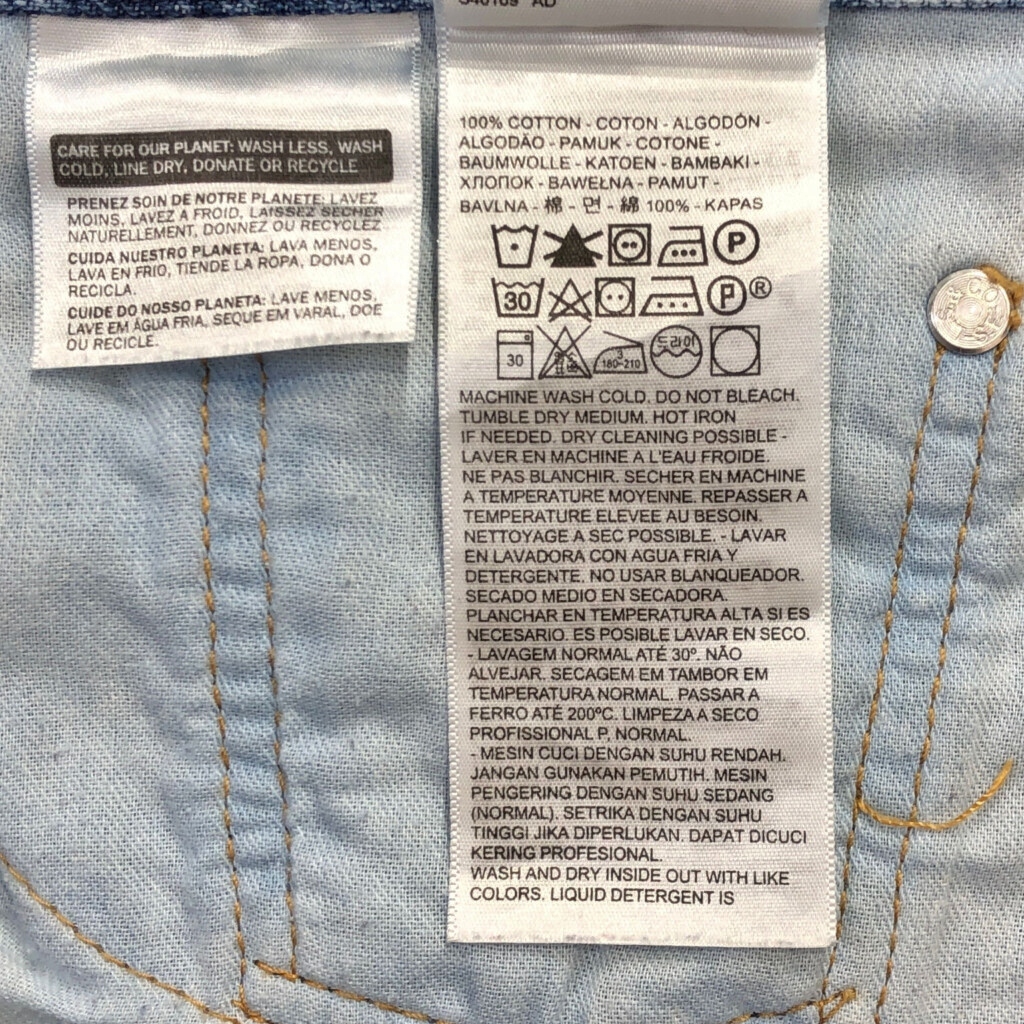 CARE FOR OUR PLANET: WASH LESS, WASH
COLD, LINE DRY, DONATE OR RECYCLE
PRENEZ SOIN DE NOTRE PLANETE: LAVEZ
MOINS, LAVEZ A FROID, LAISSEZ SECHER
NATURELLEMENT, DONNEZ OU RECYCLEZ
CUIDA NUESTRO PLANETA: LAVA MENOS,
LAVA EN FRIO, TIENDE LA ROPA, DONA O
RECICLA.
CUIDE DO NOSSO PLANETA: LAVE MENOS,
LAVE EM ÁGUA FRIA, SEQUE EM VARAL, DOE
OU RECICLE.
AD
100% COTTON - COTON - ALGODÓN -
ALGODÃO - PAMUK - COTONE -
BAUMWOLLE - KATOEN - BAMBAKI -
ХЛОПОК - BAWEŁNA - PAMUT -
BAVLNA - 棉 - 면 - 綿 100% - KAPAS
P
30 P ®
30 3 180~210 드라이
MACHINE WASH COLD. DO NOT BLEACH.
TUMBLE DRY MEDIUM. HOT IRON
IF NEEDED. DRY CLEANING POSSIBLE -
LAVER EN MACHINE A L'EAU FROIDE.
NE PAS BLANCHIR. SECHER EN MACHINE
A TEMPERATURE MOYENNE. REPASSER A
TEMPERATURE ELEVEE AU BESOIN.
NETTOYAGE A SEC POSSIBLE. - LAVAR
EN LAVADORA CON AGUA FRIA Y
DETERGENTE. NO USAR BLANQUEADOR.
SECADO MEDIO EN SECADORA.
PLANCHAR EN TEMPERATURA ALTA SI ES
NECESARIO. ES POSIBLE LAVAR EN SECO.
- LAVAGEM NORMAL ATÉ 30º. NÃO
ALVEJAR. SECAGEM EM TAMBOR EM
TEMPERATURA NORMAL. PASSAR A
FERRO ATÉ 200ºC. LIMPEZA A SECO
PROFISSIONAL P, NORMAL.
- MESIN CUCI DENGAN SUHU RENDAH.
JANGAN GUNAKAN PEMUTIH. MESIN
PENGERING DENGAN SUHU SEDANG
(NORMAL). SETRIKA DENGAN SUHU
TINGGI JIKA DIPERLUKAN. DAPAT DICUCI
KERING PROFESIONAL.
WASH AND DRY INSIDE OUT WITH LIKE
COLORS. LIQUID DETERGENT IS